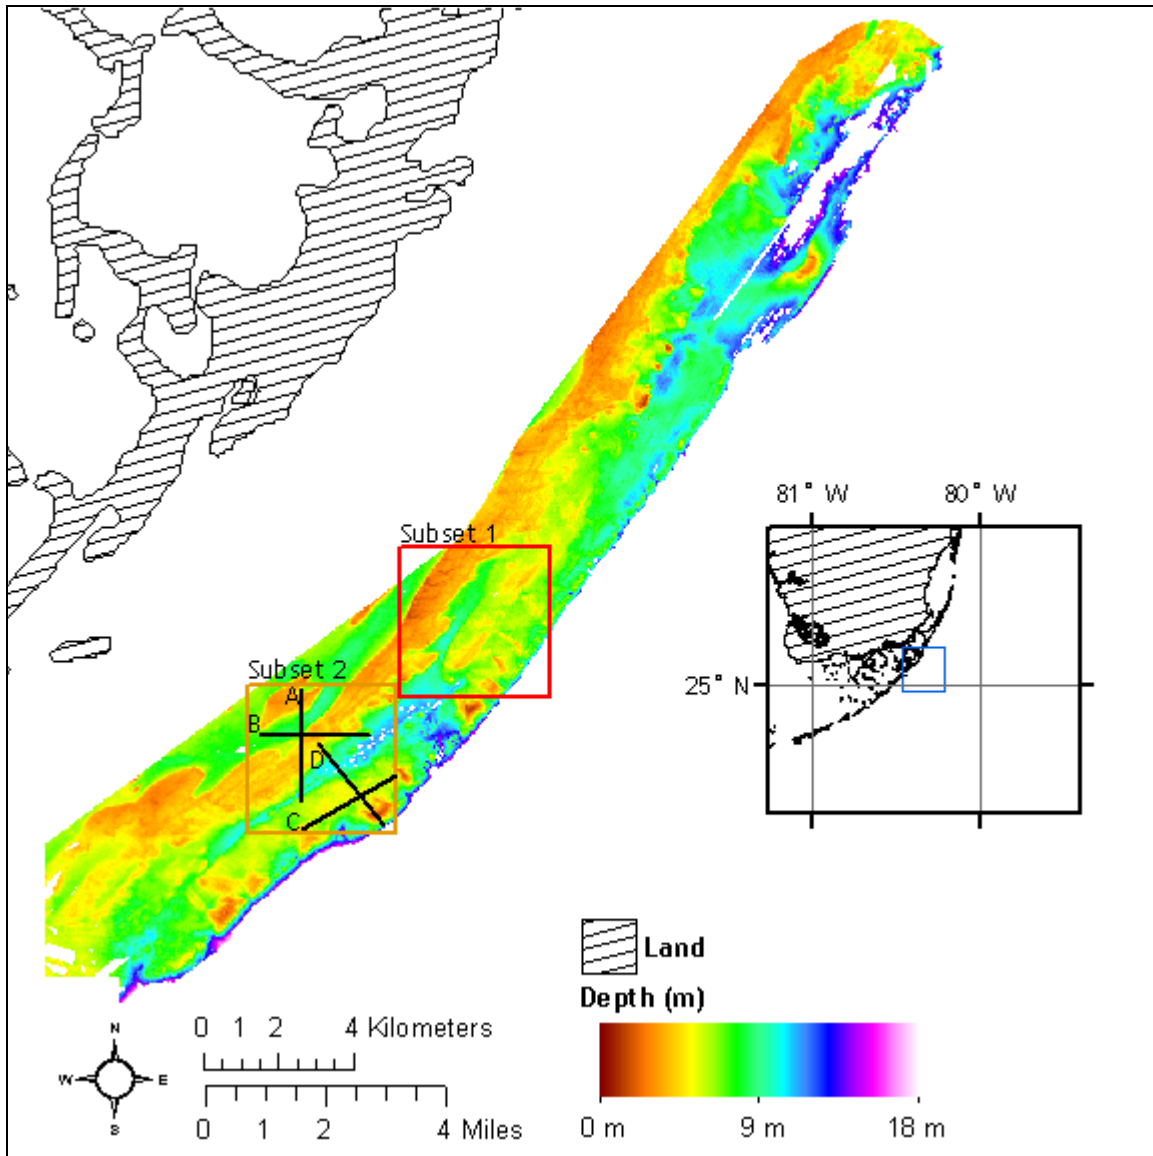 Subset 1
Subset 2
A
B
D
C
81° W
80° W
25° N
Land
Depth (m)
0 m
9 m
18 m
N
W
E
S
0 1 2 4 Kilometers
0 1 2 4 Miles